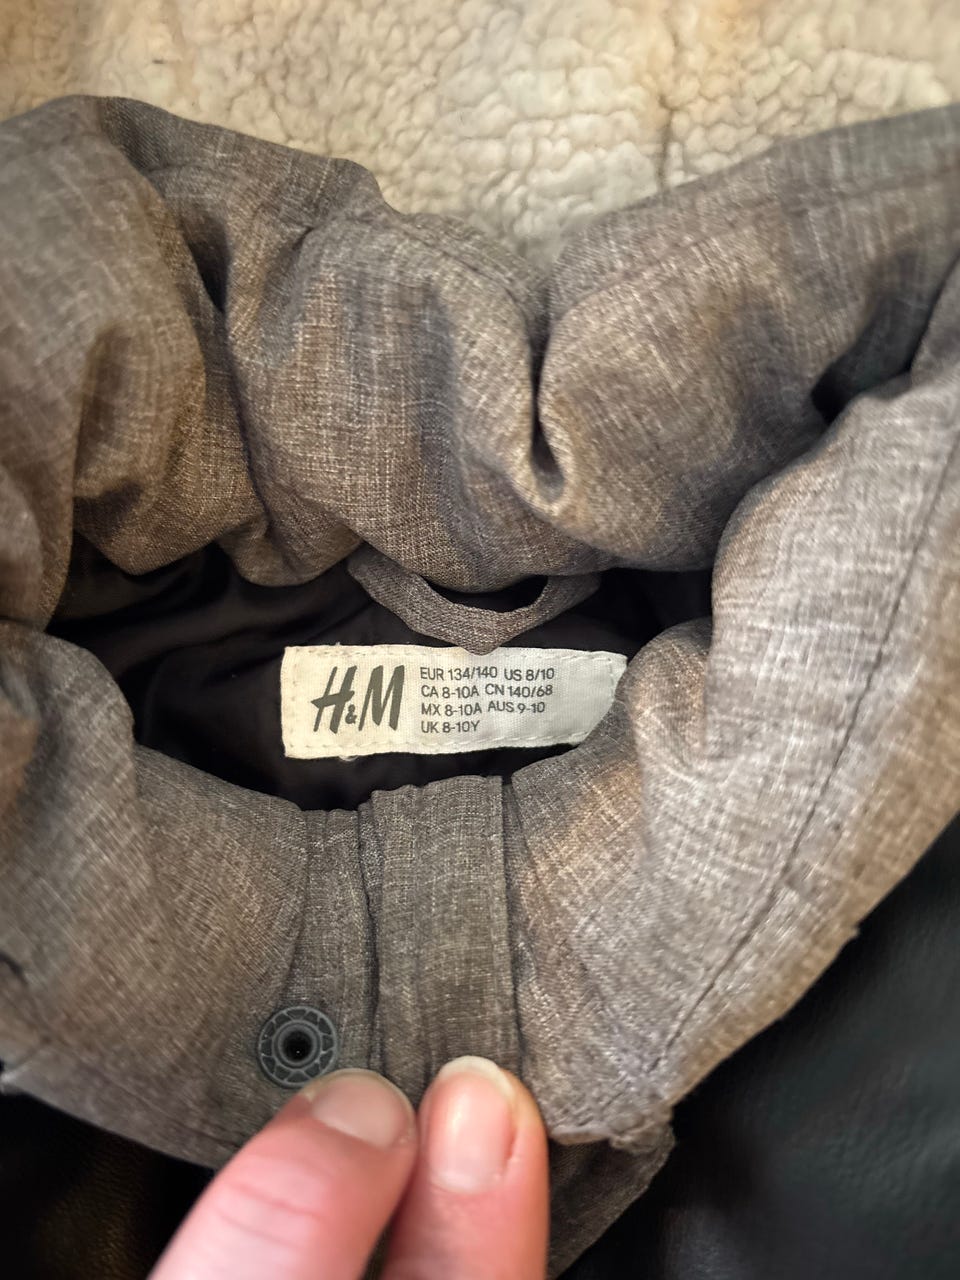 H&M
EUR 134/140 US 8/10
CA 8-10A CN 140/68
MX 8-10A AUS 9-10
UK 8-10Y